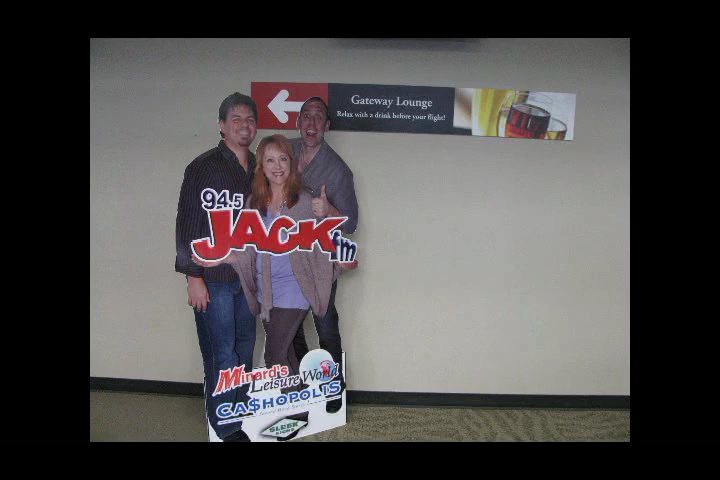 Gateway Lounge
Relax with a drink before your flight!
94.5
JACK fm
Minard's
Leisure World
CA$HOPOLIS
SLEEK